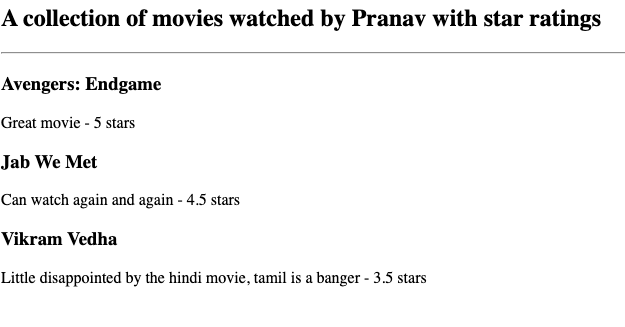 A collection of movies watched by Pranav with star ratings
Avengers: Endgame
Great movie - 5 stars
Jab We Met
Can watch again and again - 4.5 stars
Vikram Vedha
Little disappointed by the hindi movie, tamil is a banger - 3.5 stars